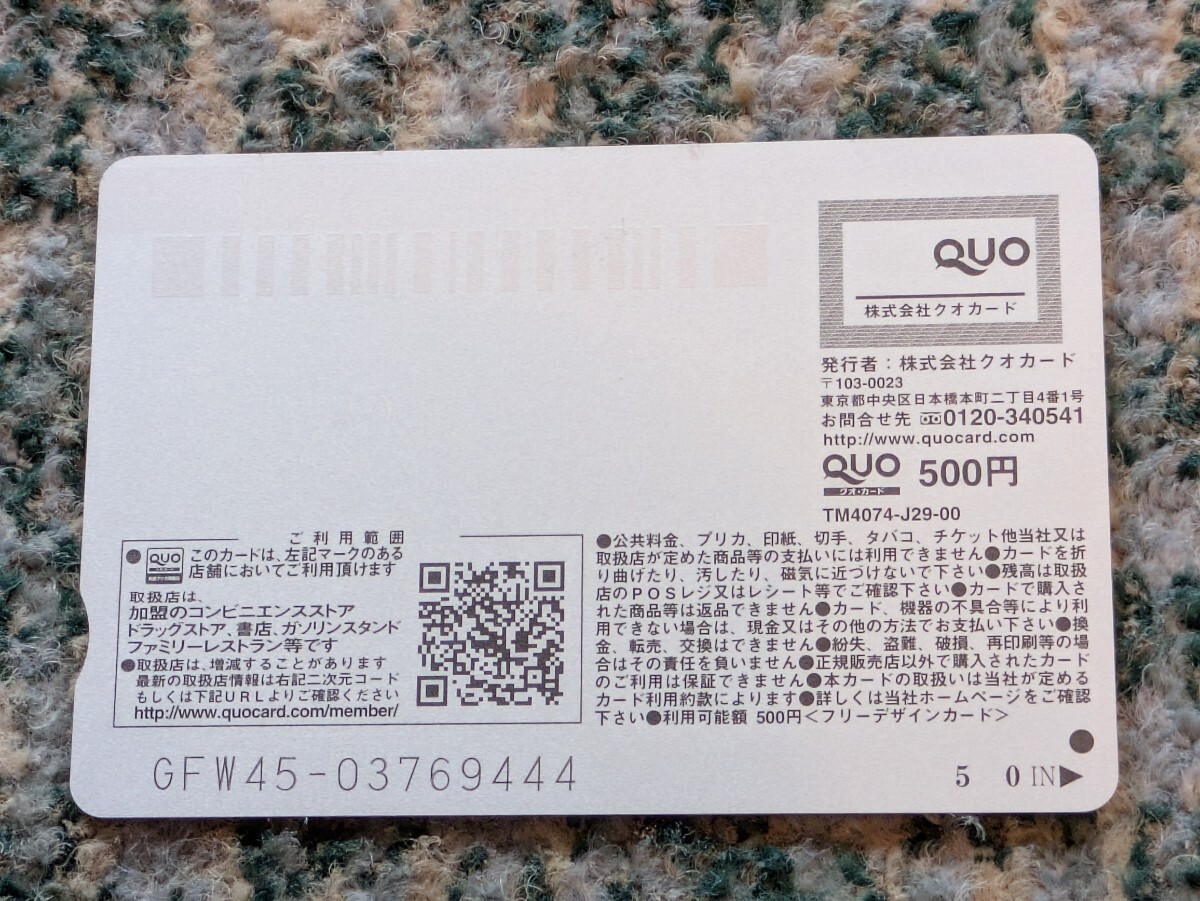 QUO
株式会社クオカード
発行者：株式会社クオカード
〒103-0023
東京都中央区日本橋本町二丁目4番1号
お問合せ先 0120-340541
http://www.quocard.com
QUO 500円
クオ・カード
TM4074-J29-00
ご利用範囲
●QUO このカードは、左記マークのある
店舗においてご利用頂けます
取扱店は、
加盟のコンビニエンスストア
ドラッグストア、書店、ガソリンスタンド
ファミリーレストラン等です
●取扱店は、増減することがあります
最新の取扱店情報は右記二次元コード
もしくは下記URLよりご確認ください
http://www.quocard.com/member/
●公共料金、プリカ、印紙、切手、タバコ、チケット他当社又は
取扱店が定めた商品等の支払いには利用できません●カードを折
り曲げたり、汚したり、磁気に近づけないで下さい●残高は取扱
店のPOSレジ又はレシート等でご確認下さい●カードで購入さ
れた商品等は返品できません●カード、機器の不具合等により利
用できない場合は、現金又はその他の方法でお支払い下さい●換
金、転売、交換はできません●紛失、盗難、破損、再印刷等の場
合はその責任を負いません●正規販売店以外で購入されたカード
のご利用は保証できません●本カードの取扱いは当社が定める
カード利用約款によります●詳しくは当社ホームページをご確認
下さい●利用可能額 500円＜フリーデザインカード＞
GFW45-03769444
5 0 IN▶